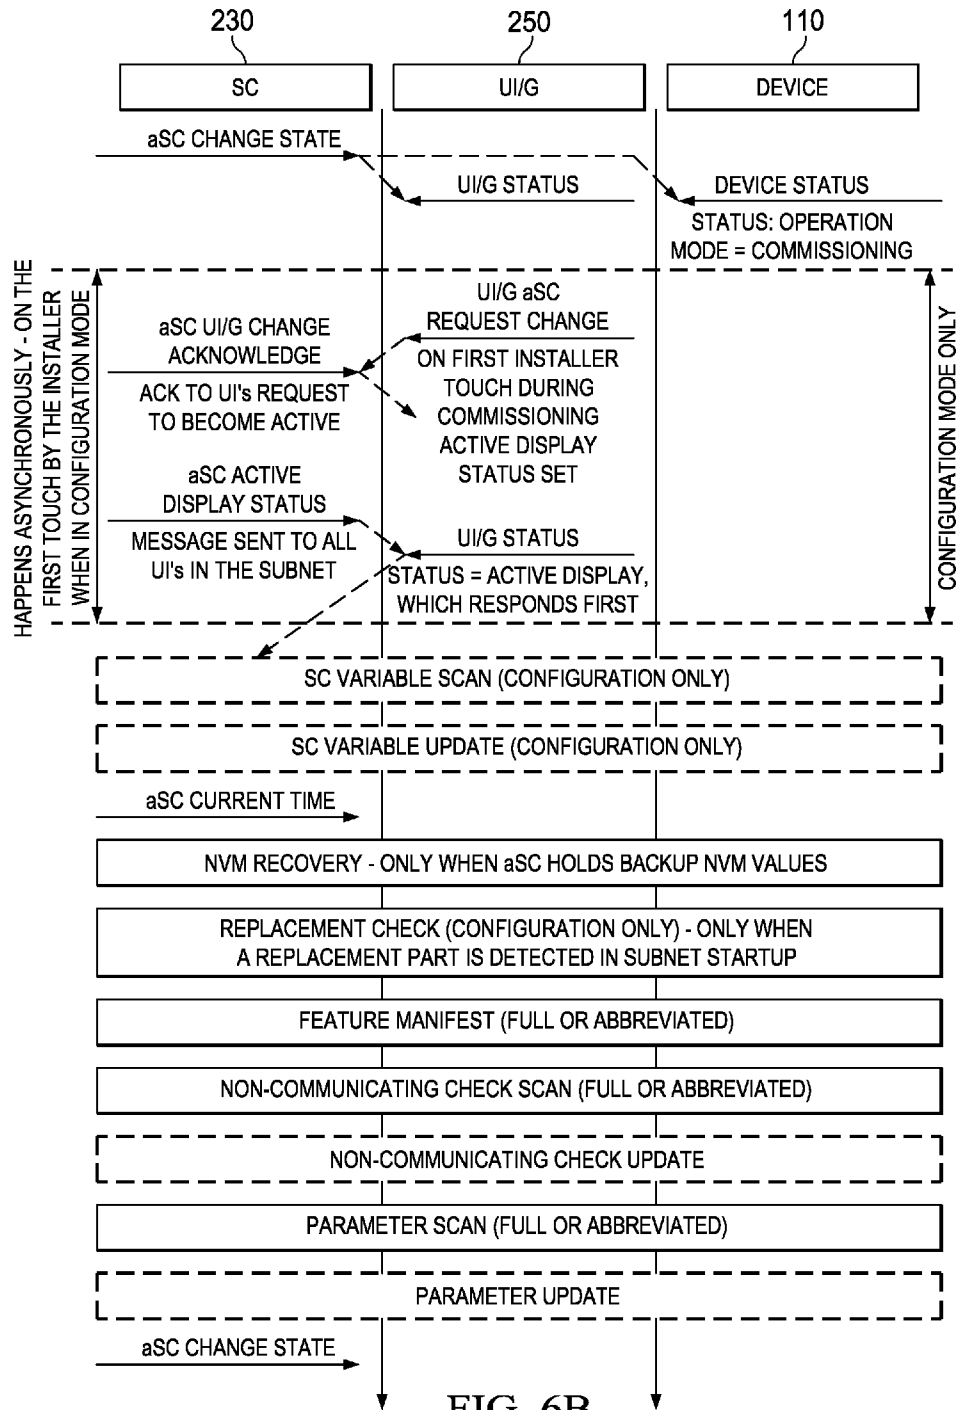 230
250
110
SC
UI/G
DEVICE
aSC CHANGE STATE
UI/G STATUS
DEVICE STATUS
STATUS: OPERATION
MODE = COMMISSIONING
HAPPENS ASYNCHRONOUSLY - ON THE
FIRST TOUCH BY THE INSTALLER
WHEN IN CONFIGURATION MODE
aSC UI/G CHANGE
ACKNOWLEDGE
ACK TO UI's REQUEST
TO BECOME ACTIVE
UI/G aSC
REQUEST CHANGE
ON FIRST INSTALLER
TOUCH DURING
COMMISSIONING
ACTIVE DISPLAY
STATUS SET
CONFIGURATION MODE ONLY
aSC ACTIVE
DISPLAY STATUS
MESSAGE SENT TO ALL
UI's IN THE SUBNET
UI/G STATUS
STATUS = ACTIVE DISPLAY,
WHICH RESPONDS FIRST
SC VARIABLE SCAN (CONFIGURATION ONLY)
SC VARIABLE UPDATE (CONFIGURATION ONLY)
aSC CURRENT TIME
NVM RECOVERY - ONLY WHEN aSC HOLDS BACKUP NVM VALUES
REPLACEMENT CHECK (CONFIGURATION ONLY) - ONLY WHEN
A REPLACEMENT PART IS DETECTED IN SUBNET STARTUP
FEATURE MANIFEST (FULL OR ABBREVIATED)
NON-COMMUNICATING CHECK SCAN (FULL OR ABBREVIATED)
NON-COMMUNICATING CHECK UPDATE
PARAMETER SCAN (FULL OR ABBREVIATED)
PARAMETER UPDATE
aSC CHANGE STATE
FIG. 6B